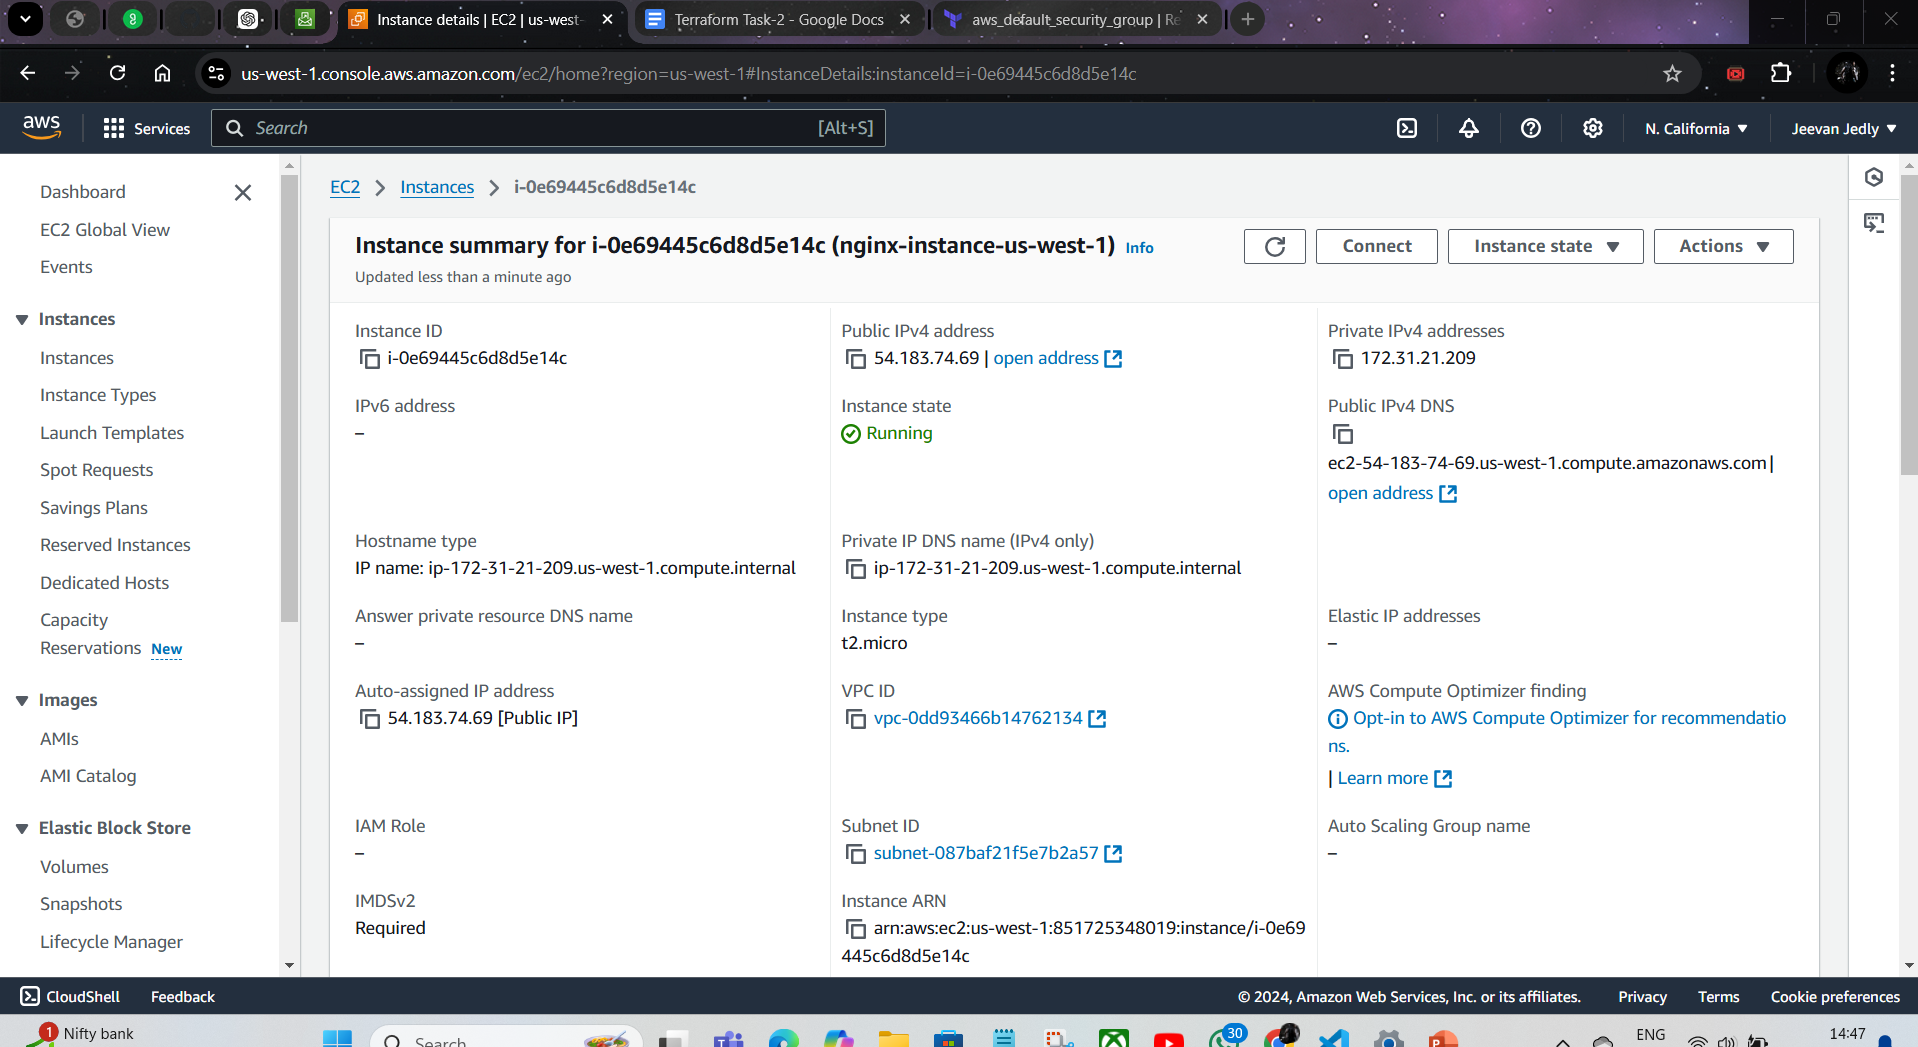 Instance details | EC2 | us-west-
Terraform Task-2 - Google Docs
aws_default_security_group | Re
us-west-1.console.aws.amazon.com/ec2/home?region=us-west-1#InstanceDetails:instanceId=i-0e69445c6d8d5e14c
aws
Services
Search
[Alt+S]
N. California
Jeevan Jedly
Dashboard
EC2 Global View
Events
Instances
Instances
Instance Types
Launch Templates
Spot Requests
Savings Plans
Reserved Instances
Dedicated Hosts
Capacity
Reservations New
Images
AMIs
AMI Catalog
Elastic Block Store
Volumes
Snapshots
Lifecycle Manager
EC2 > Instances > i-0e69445c6d8d5e14c
Instance summary for i-0e69445c6d8d5e14c (nginx-instance-us-west-1) Info
Updated less than a minute ago
Connect
Instance state
Actions
Instance ID
i-0e69445c6d8d5e14c
Public IPv4 address
54.183.74.69 | open address
Private IPv4 addresses
172.31.21.209
IPv6 address
–
Instance state
Running
Public IPv4 DNS
ec2-54-183-74-69.us-west-1.compute.amazonaws.com |
open address
Hostname type
IP name: ip-172-31-21-209.us-west-1.compute.internal
Private IP DNS name (IPv4 only)
ip-172-31-21-209.us-west-1.compute.internal
Answer private resource DNS name
–
Instance type
t2.micro
Elastic IP addresses
–
Auto-assigned IP address
54.183.74.69 [Public IP]
VPC ID
vpc-0dd93466b14762134
AWS Compute Optimizer finding
Opt-in to AWS Compute Optimizer for recommendatio
ns.
| Learn more
IAM Role
–
Subnet ID
subnet-087baf21f5e7b2a57
Auto Scaling Group name
–
IMDSv2
Required
Instance ARN
arn:aws:ec2:us-west-1:851725348019:instance/i-0e69
445c6d8d5e14c
CloudShell
Feedback
© 2024, Amazon Web Services, Inc. or its affiliates.
Privacy
Terms
Cookie preferences
1
Nifty bank
Search
30
ENG
14:47